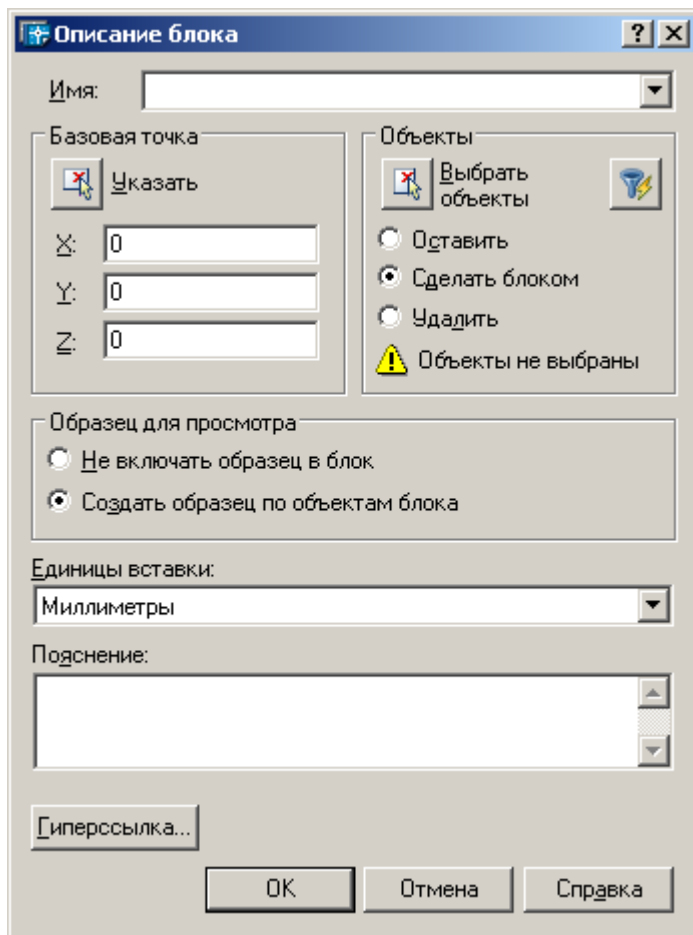 Описание блока
Имя:
Базовая точка
Указать
X: 0
Y: 0
Z: 0
Объекты
Выбрать
объекты
Оставить
Сделать блоком
Удалить
Объекты не выбраны
Образец для просмотра
Не включать образец в блок
Создать образец по объектам блока
Единицы вставки:
Миллиметры
Пояснение:
Гиперссылка...
OK Отмена Справка